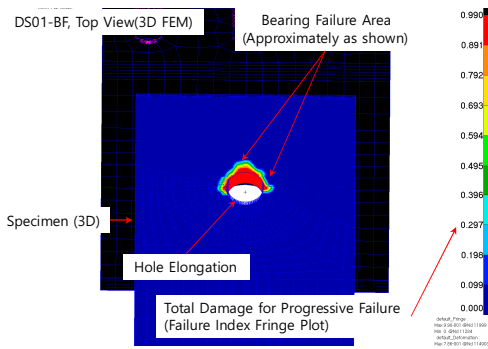 DS01-BF, Top View(3D FEM)
Bearing Failure Area
(Approximately as shown)
Specimen (3D)
Hole Elongation
Total Damage for Progressive Failure
(Failure Index Fringe Plot)
0.990
0.891
0.792
0.693
0.594
0.495
0.396
0.297
0.198
0.099
0.000
default_Fringe
default_Deformation